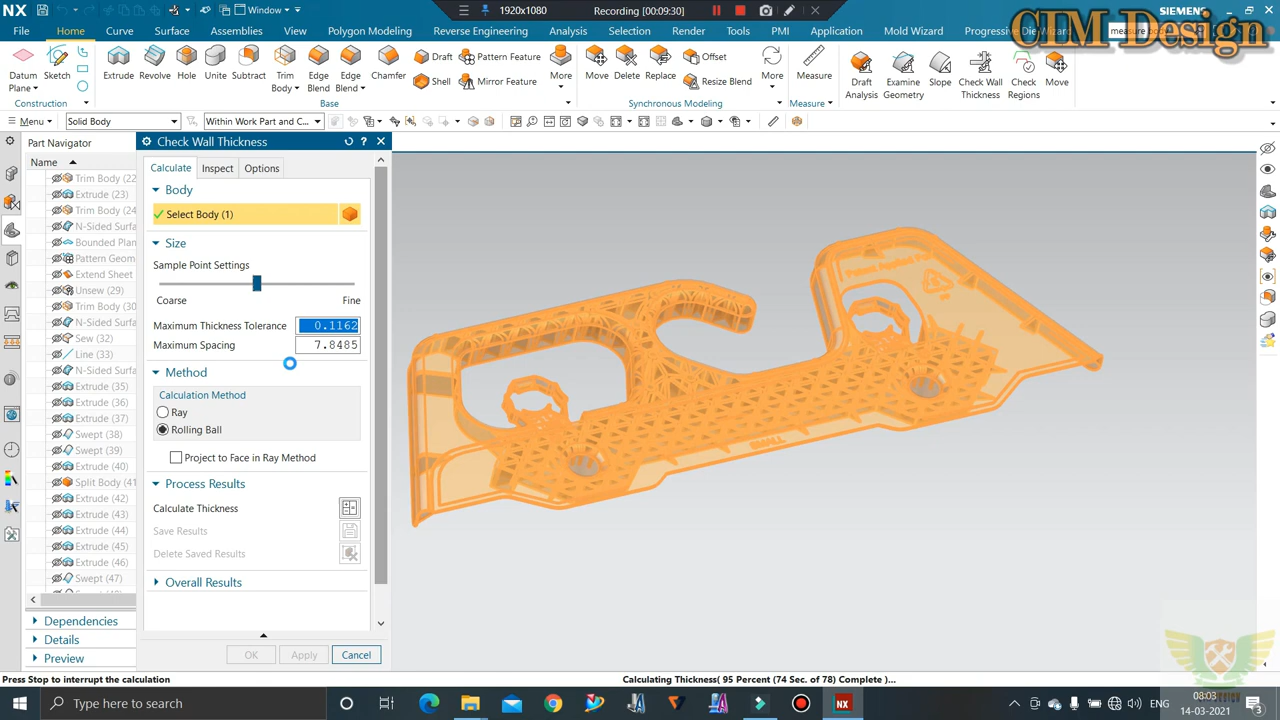 NX
Window
1920x1080
Recording [00:09:30]
SIEMENS
CIM Design
File
Home
Curve
Surface
Assemblies
View
Polygon Modeling
Reverse Engineering
Analysis
Selection
Render
Tools
PMI
Application
Mold Wizard
Progressive Die Wizard
measure body
Datum Plane
Sketch
Extrude
Revolve
Hole
Unite
Subtract
Trim Body
Edge Blend
Edge Blend
Chamfer
Draft
Shell
Pattern Feature
Mirror Feature
More
Move
Delete
Replace
Offset
Resize Blend
More
Measure
Draft Analysis
Examine Geometry
Slope
Check Wall Thickness
Check Regions
Move
Construction
Base
Synchronous Modeling
Measure
Menu
Solid Body
Within Work Part and C...
Part Navigator
Name
Trim Body (22
Extrude (23)
Trim Body (24
N-Sided Surfa
Bounded Plan
Pattern Geom
Extend Sheet
Unsew (29)
Trim Body (30
N-Sided Surfa
Sew (32)
Line (33)
N-Sided Surfa
Extrude (35)
Extrude (36)
Extrude (37)
Swept (38)
Swept (39)
Extrude (40)
Split Body (41
Extrude (42)
Extrude (43)
Extrude (44)
Extrude (45)
Extrude (46)
Swept (47)
Dependencies
Details
Preview
Check Wall Thickness
Calculate
Inspect
Options
Body
Select Body (1)
Size
Sample Point Settings
Coarse
Fine
Maximum Thickness Tolerance
0.1162
Maximum Spacing
7.8485
Method
Calculation Method
Ray
Rolling Ball
Project to Face in Ray Method
Process Results
Calculate Thickness
Save Results
Delete Saved Results
Overall Results
OK
Apply
Cancel
SMALL
Press Stop to interrupt the calculation
Calculating Thickness( 95 Percent (74 Sec. of 78) Complete )...
Type here to search
NX
ENG
08:03
14-03-2021
3